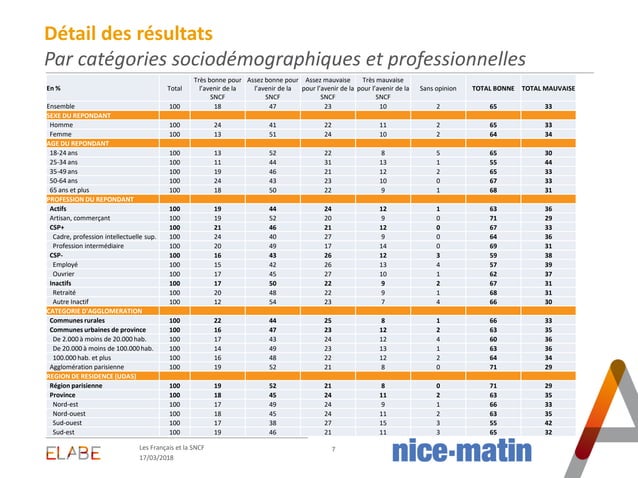 Détail des résultats
Par catégories sociodémographiques et professionnelles
En % Total Très bonne pour l'avenir de la SNCF Assez bonne pour l'avenir de la SNCF Assez mauvaise pour l'avenir de la SNCF Très mauvaise pour l'avenir de la SNCF Sans opinion TOTAL BONNE TOTAL MAUVAISE
Ensemble 100 18 47 23 10 2 65 33
SEXE DU REPONDANT
Homme 100 24 41 22 11 2 65 33
Femme 100 13 51 24 10 2 64 34
AGE DU REPONDANT
18-24 ans 100 13 52 22 8 5 65 30
25-34 ans 100 11 44 31 13 1 55 44
35-49 ans 100 19 46 21 12 2 65 33
50-64 ans 100 24 43 23 10 0 67 33
65 ans et plus 100 18 50 22 9 1 68 31
PROFESSION DU REPONDANT
Actifs 100 19 44 24 12 1 63 36
Artisan, commerçant 100 19 52 20 9 0 71 29
CSP+ 100 21 46 21 12 0 67 33
Cadre, profession intellectuelle sup. 100 24 40 27 9 0 64 36
Profession intermédiaire 100 20 49 17 14 0 69 31
CSP- 100 16 43 26 12 3 59 38
Employé 100 15 42 26 13 4 57 39
Ouvrier 100 17 45 27 10 1 62 37
Inactifs 100 17 50 22 9 2 67 31
Retraité 100 20 48 22 9 1 68 31
Autre Inactif 100 12 54 23 7 4 66 30
CATEGORIE D'AGGLOMERATION
Communes rurales 100 22 44 25 8 1 66 33
Communes urbaines de province 100 16 47 23 12 2 63 35
De 2.000 à moins de 20.000 hab. 100 17 43 24 12 4 60 36
De 20.000 à moins de 100.000 hab. 100 14 49 23 13 1 63 36
100.000 hab. et plus 100 16 48 22 12 2 64 34
Agglomération parisienne 100 19 52 21 8 0 71 29
REGION DE RESIDENCE (UDA5)
Région parisienne 100 19 52 21 8 0 71 29
Province 100 18 45 24 11 2 63 35
Nord-est 100 17 49 24 9 1 66 33
Nord-ouest 100 18 45 24 11 2 63 35
Sud-ouest 100 17 38 27 15 3 55 42
Sud-est 100 19 46 21 11 3 65 32
ELABE
Les Français et la SNCF
17/03/2018
7
nice-matin